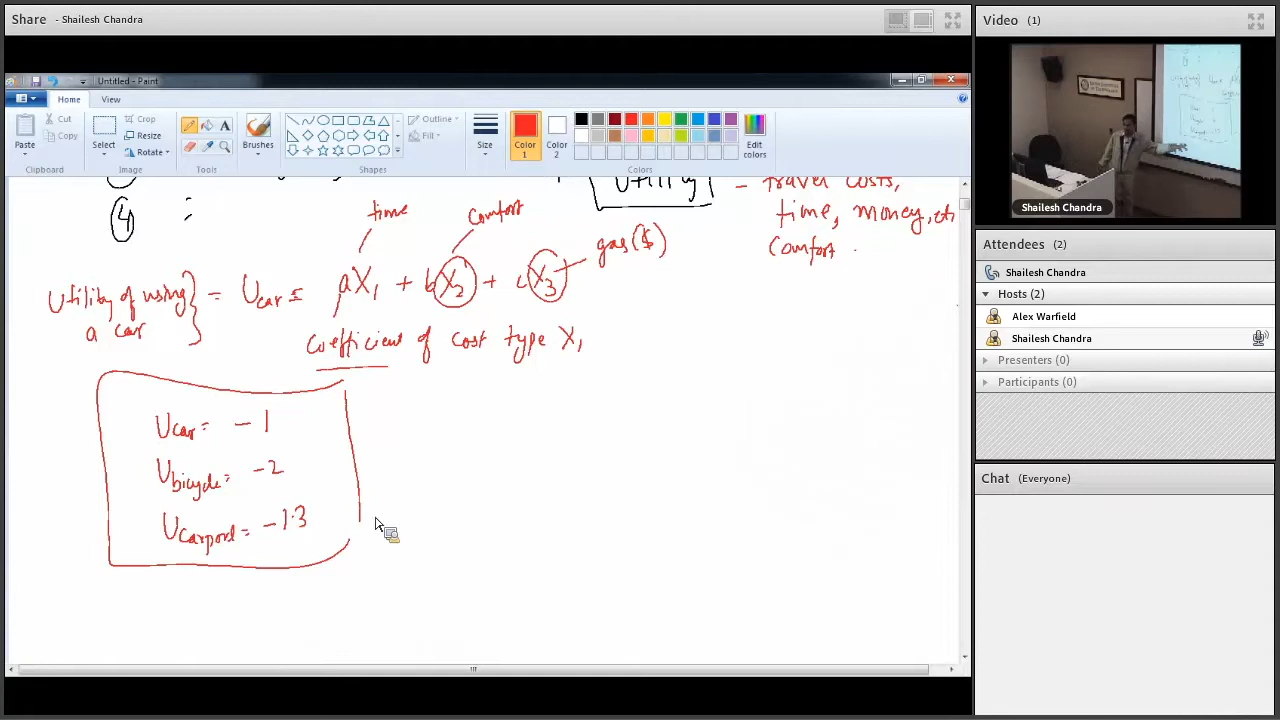 Share - Shailesh Chandra
Video (1)
Untitled - Paint
Home View
Paste
Cut
Copy
Clipboard
Select
Crop
Resize
Rotate
Image
Tools
Brushes
Outline
Fill
Shapes
Size
Color 1
Color 2
Edit colors
Colors
Shailesh Chandra
Attendees (2)
Shailesh Chandra
Hosts (2)
Alex Warfield
Shailesh Chandra
Presenters (0)
Participants (0)
Chat (Everyone)
4 :
Utility - travel costs,
time, money, etc
Comfort
time comfort gas($)
Utility of using a car } = Ucar = aX1 + bX2 + cX3
Coefficient of cost type X1
Ucar = -1
Ubicycle = -2
Ucarpool = -1.3